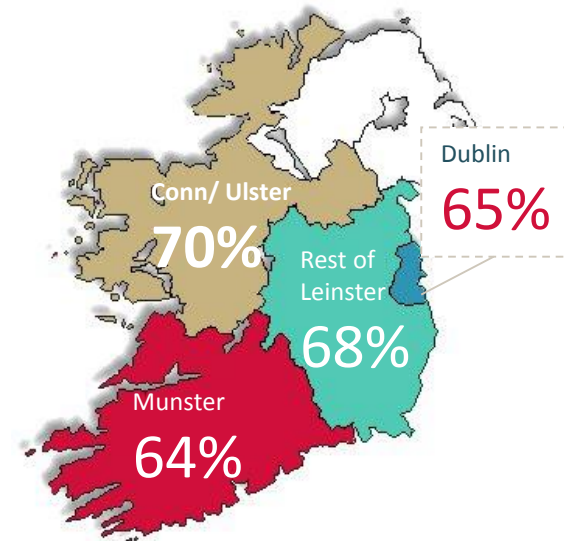 Dublin
65%
Conn/ Ulster
70%
Rest of
Leinster
68%
Munster
64%